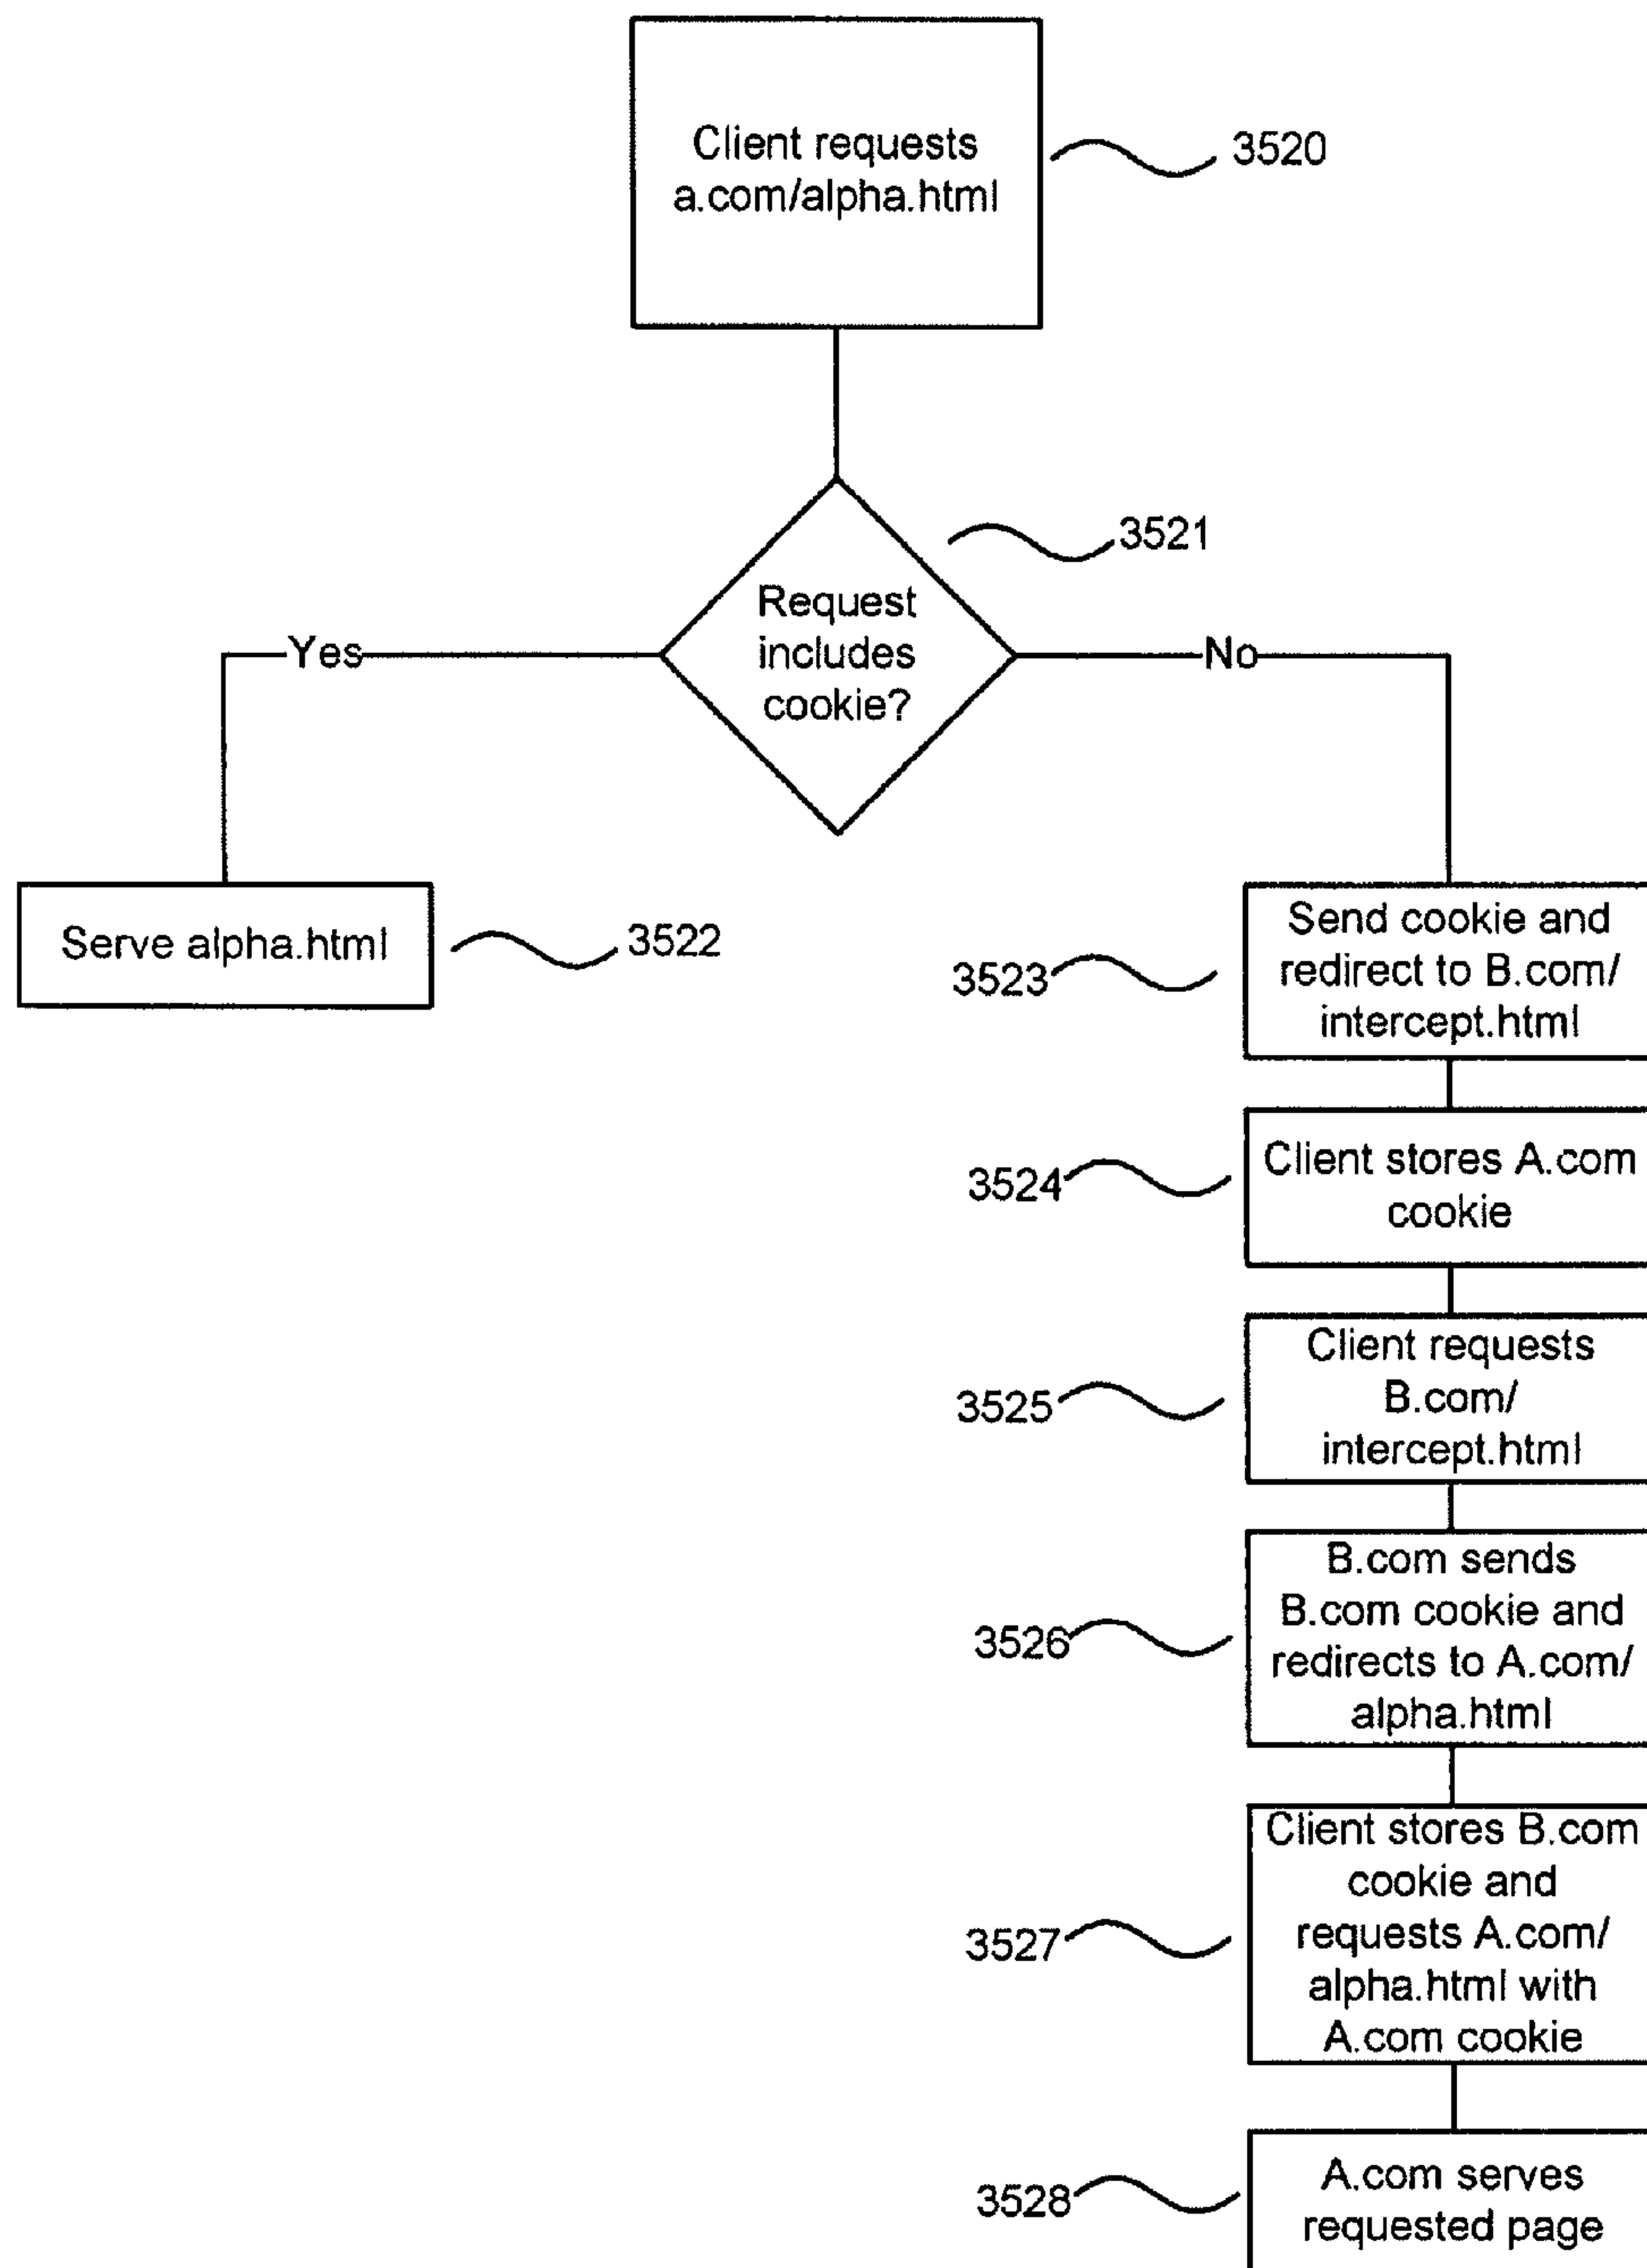 Client requests
a.com/alpha.html
3520
3521
Request
includes
cookie?
Yes
No
Serve alpha.html
3522
Send cookie and
redirect to B.com/
intercept.html
3523
Client stores A.com
cookie
3524
Client requests
B.com/
intercept.html
3525
B.com sends
B.com cookie and
redirects to A.com/
alpha.html
3526
Client stores B.com
cookie and
requests A.com/
alpha.html with
A.com cookie
3527
A.com serves
requested page
3528